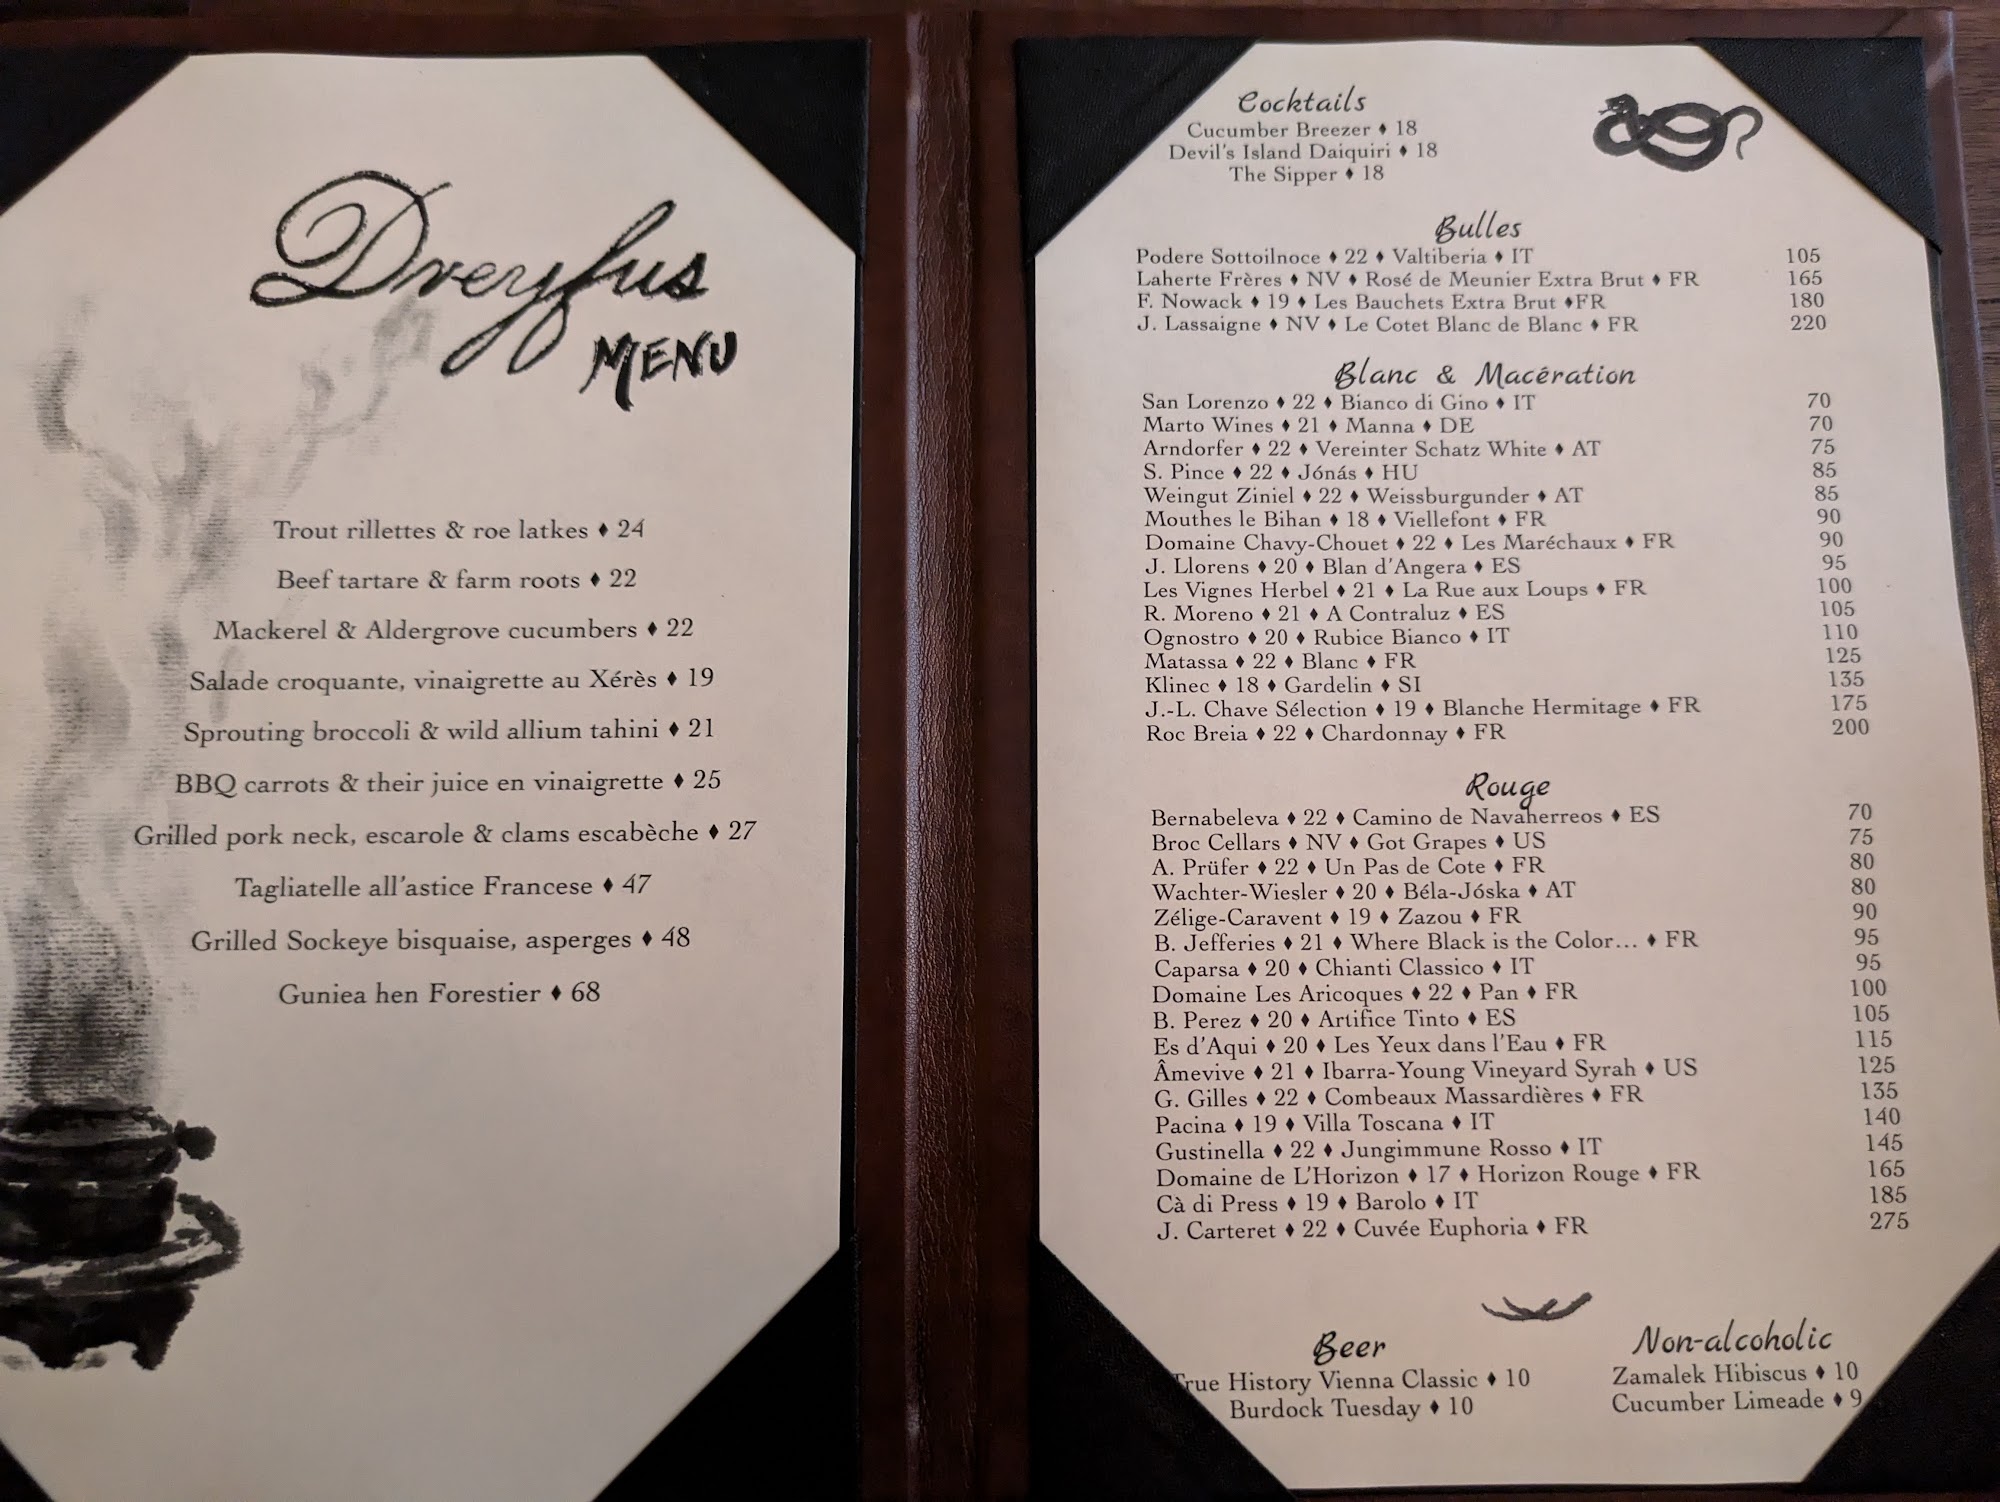 Dreyfus
MENU
Trout rillettes & roe latkes ♦ 24
Beef tartare & farm roots ♦ 22
Mackerel & Aldergrove cucumbers ♦ 22
Salade croquante, vinaigrette au Xérès ♦ 19
Sprouting broccoli & wild allium tahini ♦ 21
BBQ carrots & their juice en vinaigrette ♦ 25
Grilled pork neck, escarole & clams escabèche ♦ 27
Tagliatelle all'astice Francese ♦ 47
Grilled Sockeye bisquaise, asperges ♦ 48
Guniea hen Forestier ♦ 68
Cocktails
Cucumber Breezer ♦ 18
Devil's Island Daiquiri ♦ 18
The Sipper ♦ 18
Bulles
Podere Sottoilnoce ♦ 22 ♦ Valtiberia ♦ IT 105
Laherte Frères ♦ NV ♦ Rosé de Meunier Extra Brut ♦ FR 165
F. Nowack ♦ 19 ♦ Les Bauchets Extra Brut ♦FR 180
J. Lassaigne ♦ NV ♦ Le Cotet Blanc de Blanc ♦ FR 220
Blanc & Macération
San Lorenzo ♦ 22 ♦ Bianco di Gino ♦ IT 70
Marto Wines ♦ 21 ♦ Manna ♦ DE 70
Arndorfer ♦ 22 ♦ Vereinter Schatz White ♦ AT 75
S. Pince ♦ 22 ♦ Jónás ♦ HU 85
Weingut Ziniel ♦ 22 ♦ Weissburgunder ♦ AT 85
Mouthes le Bihan ♦ 18 ♦ Viellefont ♦ FR 90
Domaine Chavy-Chouet ♦ 22 ♦ Les Maréchaux ♦ FR 90
J. Llorens ♦ 20 ♦ Blan d'Angera ♦ ES 95
Les Vignes Herbel ♦ 21 ♦ La Rue aux Loups ♦ FR 100
R. Moreno ♦ 21 ♦ A Contraluz ♦ ES 105
Ognostro ♦ 20 ♦ Rubice Bianco ♦ IT 110
Matassa ♦ 22 ♦ Blanc ♦ FR 125
Klinec ♦ 18 ♦ Gardelin ♦ SI 135
J.-L. Chave Sélection ♦ 19 ♦ Blanche Hermitage ♦ FR 175
Roc Breia ♦ 22 ♦ Chardonnay ♦ FR 200
Rouge
Bernabeleva ♦ 22 ♦ Camino de Navaherreos ♦ ES 70
Broc Cellars ♦ NV ♦ Got Grapes ♦ US 75
A. Prüfer ♦ 22 ♦ Un Pas de Cote ♦ FR 80
Wachter-Wiesler ♦ 20 ♦ Béla-Jóska ♦ AT 80
Zélige-Caravent ♦ 19 ♦ Zazou ♦ FR 90
B. Jefferies ♦ 21 ♦ Where Black is the Color... ♦ FR 95
Caparsa ♦ 20 ♦ Chianti Classico ♦ IT 95
Domaine Les Aricoques ♦ 22 ♦ Pan ♦ FR 100
B. Perez ♦ 20 ♦ Artifice Tinto ♦ ES 105
Es d'Aqui ♦ 20 ♦ Les Yeux dans l'Eau ♦ FR 115
Âmevive ♦ 21 ♦ Ibarra-Young Vineyard Syrah ♦ US 125
G. Gilles ♦ 22 ♦ Combeaux Massardières ♦ FR 135
Pacina ♦ 19 ♦ Villa Toscana ♦ IT 140
Gustinella ♦ 22 ♦ Jungimmune Rosso ♦ IT 145
Domaine de L'Horizon ♦ 17 ♦ Horizon Rouge ♦ FR 165
Cà di Press ♦ 19 ♦ Barolo ♦ IT 185
J. Carteret ♦ 22 ♦ Cuvée Euphoria ♦ FR 275
Beer
True History Vienna Classic ♦ 10
Burdock Tuesday ♦ 10
Non-alcoholic
Zamalek Hibiscus ♦ 10
Cucumber Limeade ♦ 9